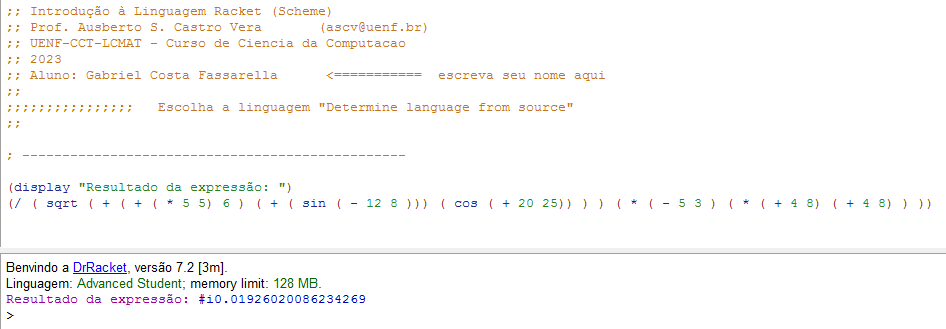 ;; Introdução à Linguagem Racket (Scheme)
;; Prof. Ausberto S. Castro Vera (ascv@uenf.br)
;; UENF-CCT-LCMAT - Curso de Ciencia da Computacao
;; 2023
;; Aluno: Gabriel Costa Fassarella <=========== escreva seu nome aqui
;;
;;;;;;;;;;;;;;;; Escolha a linguagem "Determine language from source"
;;
; ------------------------------------------------
(display "Resultado da expressão: ")
(/ ( sqrt ( + ( + ( * 5 5) 6 ) ( + ( sin ( - 12 8 ))) ( cos ( + 20 25)) ) ) ( * ( - 5 3 ) ( * ( + 4 8) ( + 4 8) ) ))
Benvindo a DrRacket, versão 7.2 [3m].
Linguagem: Advanced Student; memory limit: 128 MB.
Resultado da expressão: #i0.01926020086234269
>